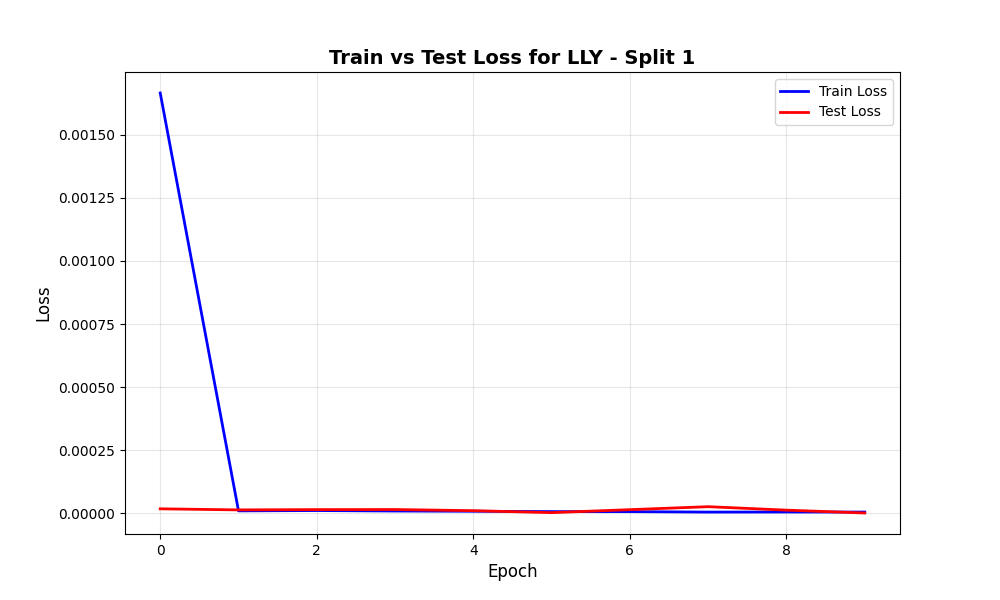 Train vs Test Loss for LLY - Split 1
Train Loss
Test Loss
0.00150
0.00125
0.00100
0.00075
0.00050
0.00025
0.00000
Loss
0 2 4 6 8
Epoch